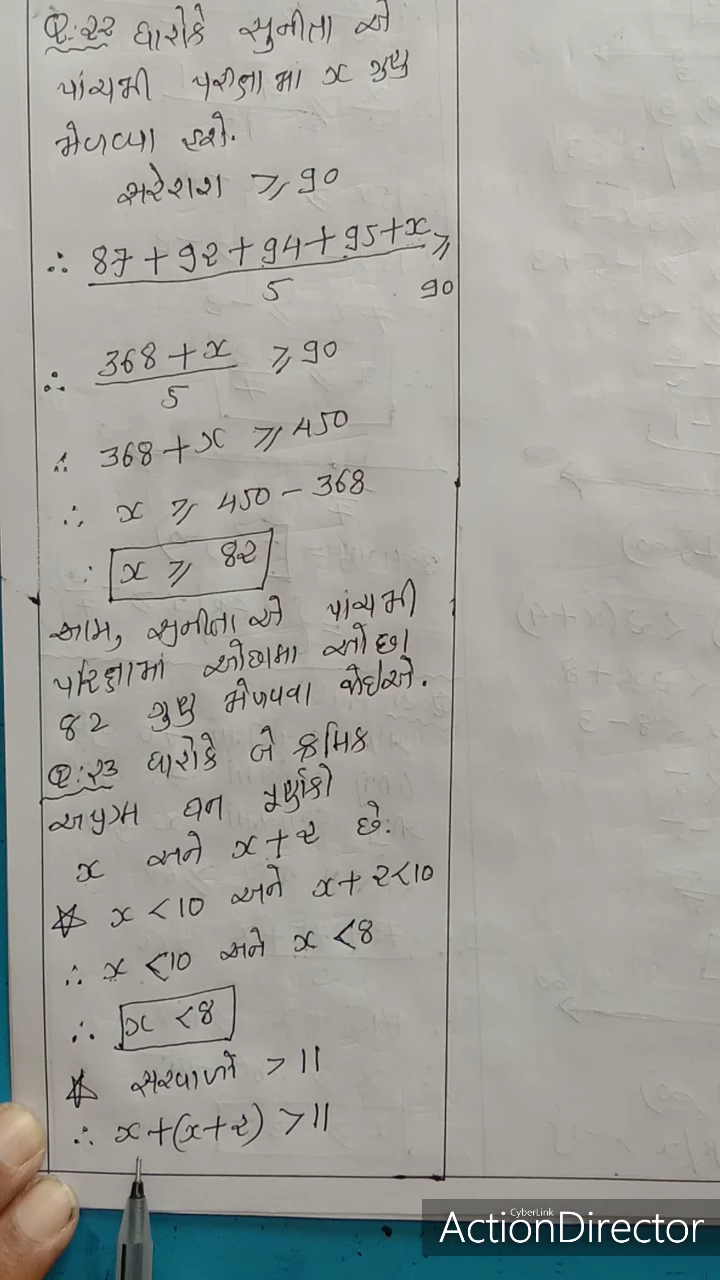 Q:22 ધારોકે સુનીતા એ
પાંચમી પરીક્ષા મા x ગુણ
મેળવ્યા હશે.
સરેરાશ ⩾ 90
∴ 87 + 92 + 94 + 95 + x ⩾
5 90
∴ 368 + x ⩾ 90
5
∴ 368 + x ⩾ 450
∴ x ⩾ 450 - 368
∴ x ⩾ 82
આમ, સુનીતા એ પાંચમી
પરિક્ષામાં ઓછામા ઓછા
82 ગુણ મેળવવા જોઇએ.
Q:23 ધારોકે બે ક્રમિક
અયુગ્મ ધન પૂર્ણાંકો
x અને x + 2 છે.
☆ x < 10 અને x + 2 < 10
∴ x < 10 અને x < 8
∴ x < 8
☆ સરવાળો > 11
∴ x + (x + 2) > 11
CyberLink
ActionDirector